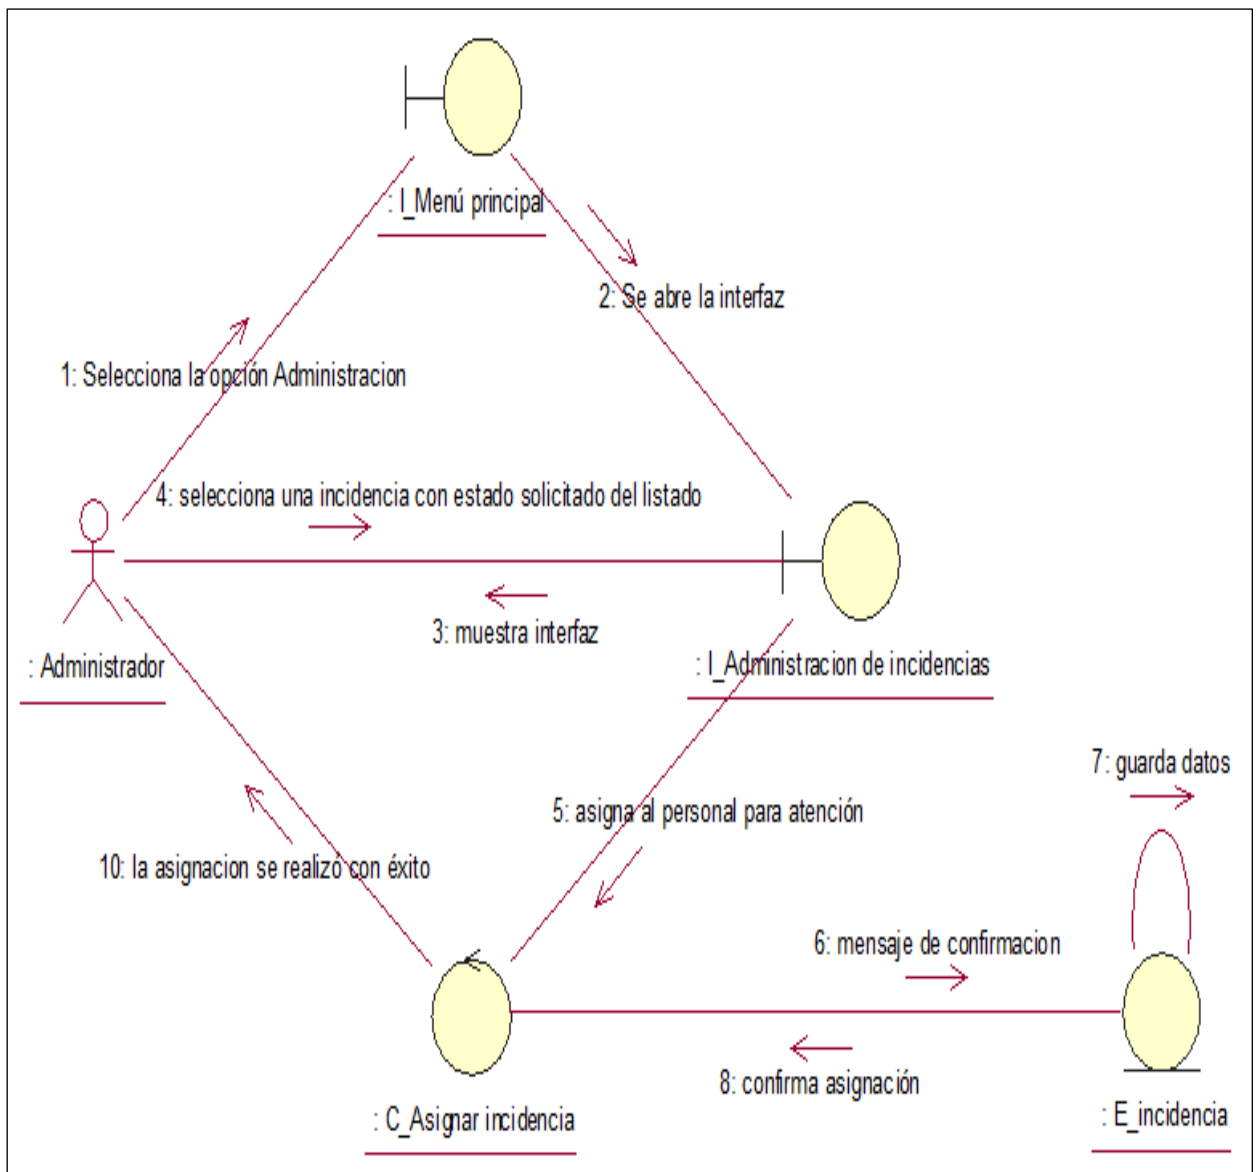 : I_Menú principal
2: Se abre la interfaz
1: Selecciona la opción Administracion
4: selecciona una incidencia con estado solicitado del listado
3: muestra interfaz
: Administrador
: I_Administracion de incidencias
7: guarda datos
5: asigna al personal para atención
10: la asignacion se realizó con éxito
6: mensaje de confirmacion
8: confirma asignación
: C_Asignar incidencia
: E_incidencia